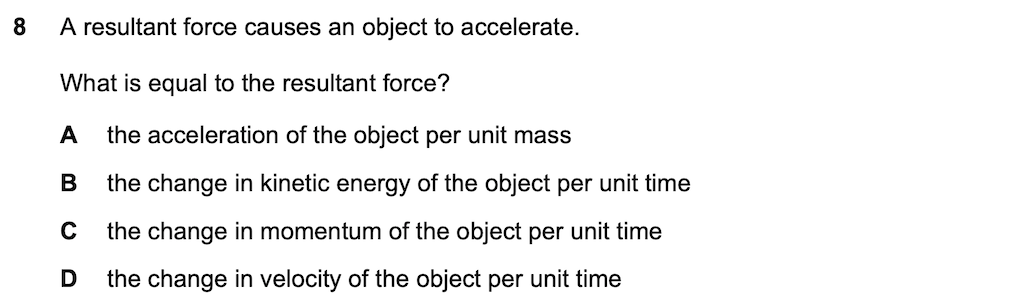 8 A resultant force causes an object to accelerate.
What is equal to the resultant force?
A the acceleration of the object per unit mass
B the change in kinetic energy of the object per unit time
C the change in momentum of the object per unit time
D the change in velocity of the object per unit time